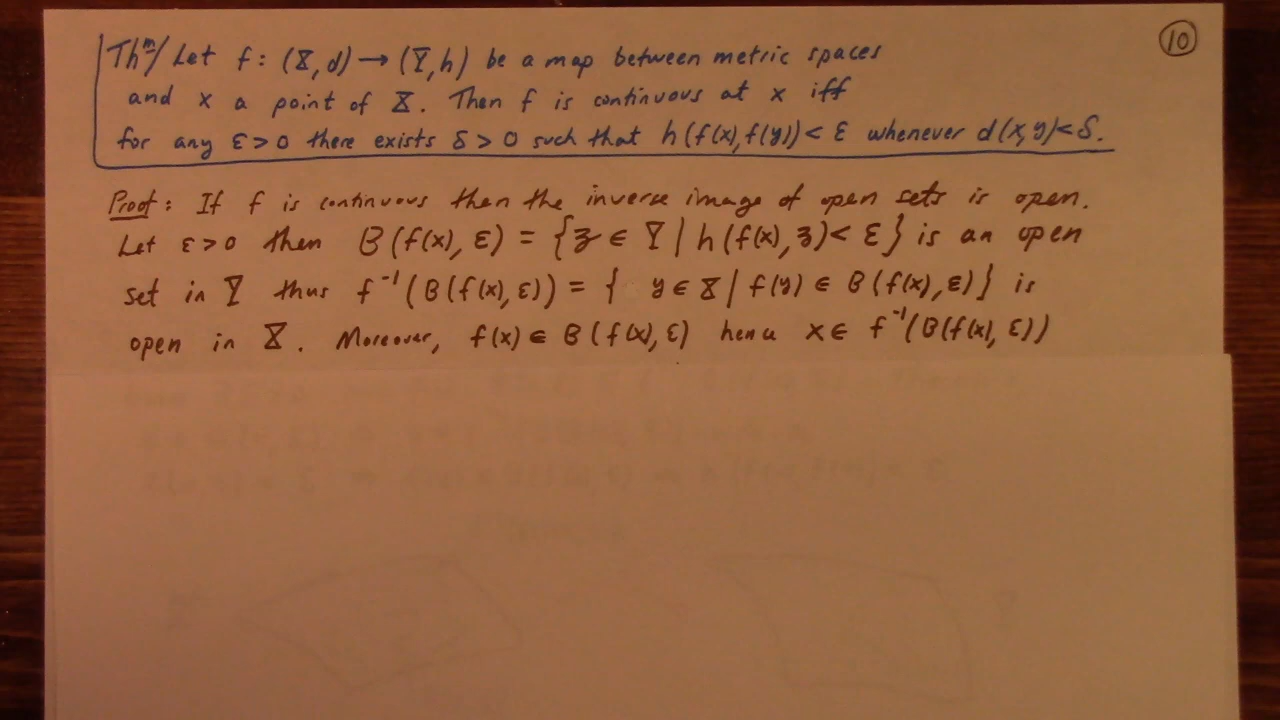 10
Thm/ Let f: (X,d) → (Y,h) be a map between metric spaces
and x a point of X. Then f is continuous at x iff
for any ε>0 there exists δ>0 such that h(f(x),f(y))< ε whenever d(x,y)<δ.
Proof: If f is continuous then the inverse image of open sets is open.
Let ε>0 then B(f(x), ε) = {z ∈ Y | h(f(x), z)< ε} is an open
set in Y thus f⁻¹(B(f(x),ε)) = { y ∈ X | f(y) ∈ B(f(x),ε)} is
open in X. Moreover, f(x) ∈ B(f(x),ε) hence x ∈ f⁻¹(B(f(x), ε))